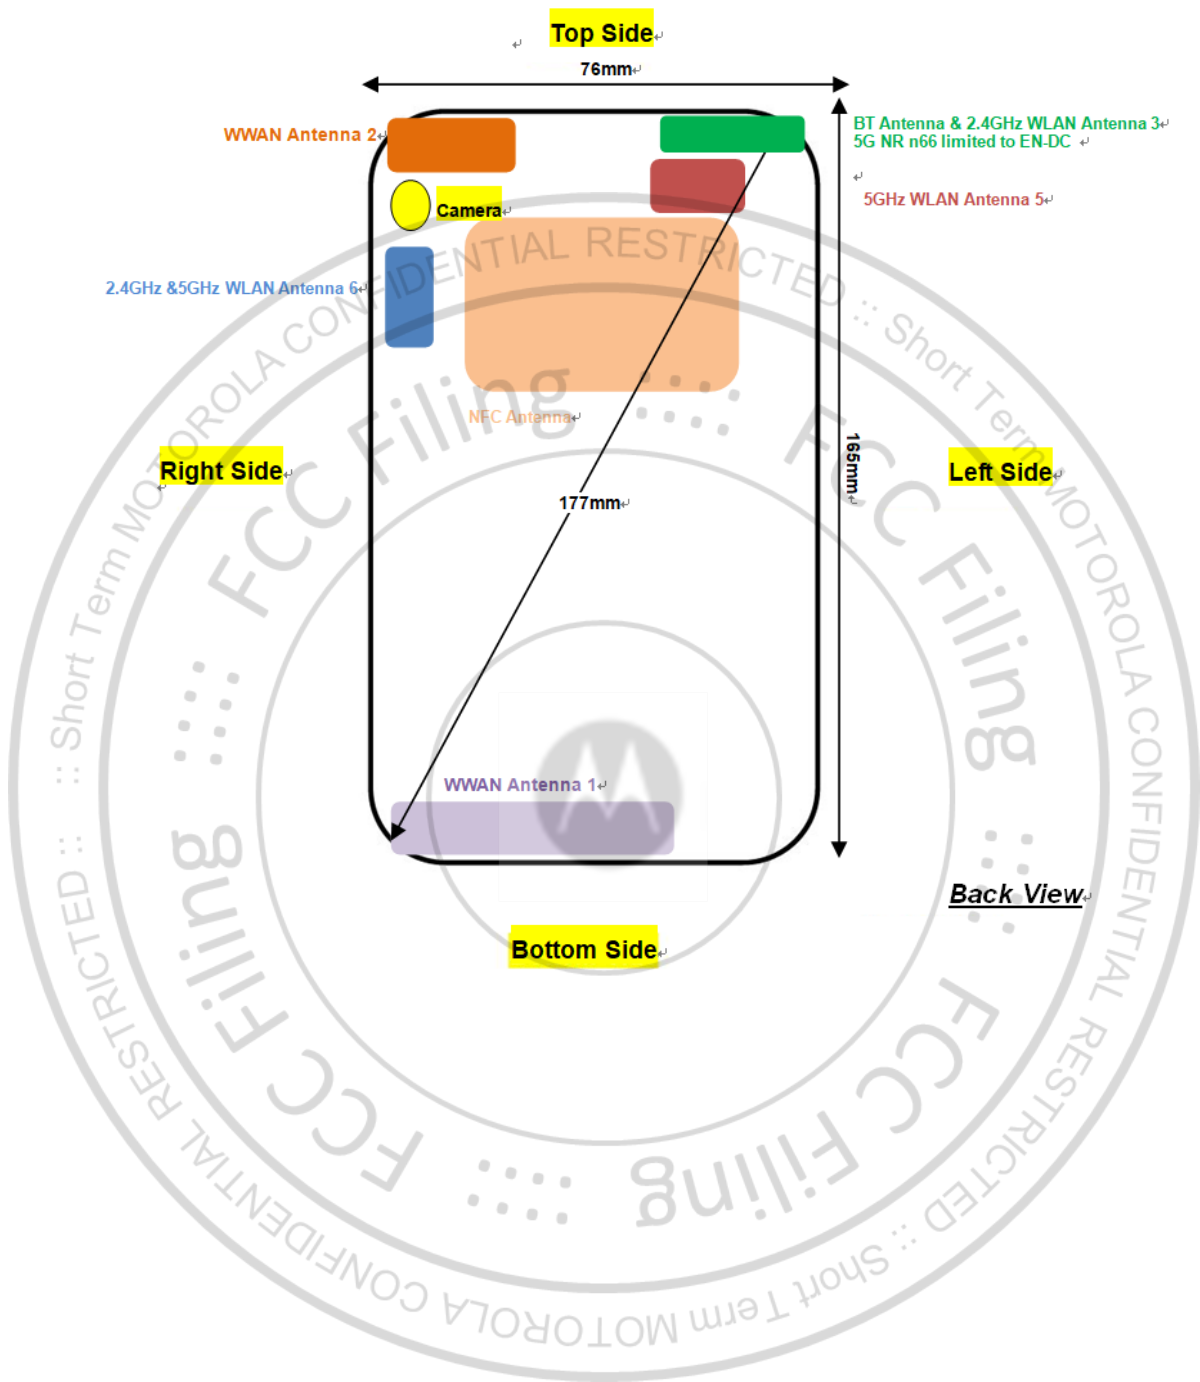 Top Side
76mm
WWAN Antenna 2
BT Antenna & 2.4GHz WLAN Antenna 3
5G NR n66 limited to EN-DC
5GHz WLAN Antenna 5
Camera
2.4GHz &5GHz WLAN Antenna 6
NFC Antenna
Right Side
165mm
Left Side
177mm
WWAN Antenna 1
Back View
Bottom Side
:: Short Term MOTOROLA CONFIDENTIAL RESTRICTED :: Short Term MOTOROLA CONFIDENTIAL RESTRICTED :: Short Term MOTOROLA CONFIDENTIAL RESTRICTED ::
FCC Filing :::: FCC Filing :::: FCC Filing :::: FCC Filing ::::